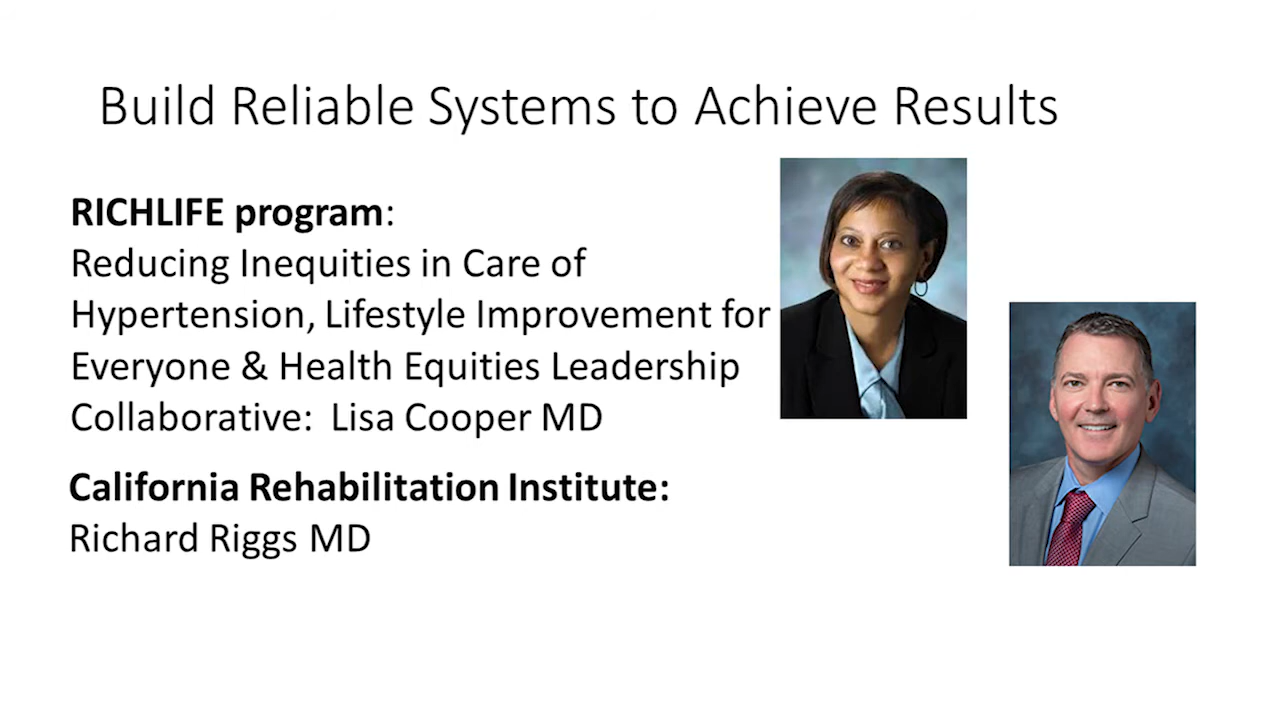 Build Reliable Systems to Achieve Results
RICHLIFE program:
Reducing Inequities in Care of
Hypertension, Lifestyle Improvement for
Everyone & Health Equities Leadership
Collaborative: Lisa Cooper MD
California Rehabilitation Institute:
Richard Riggs MD